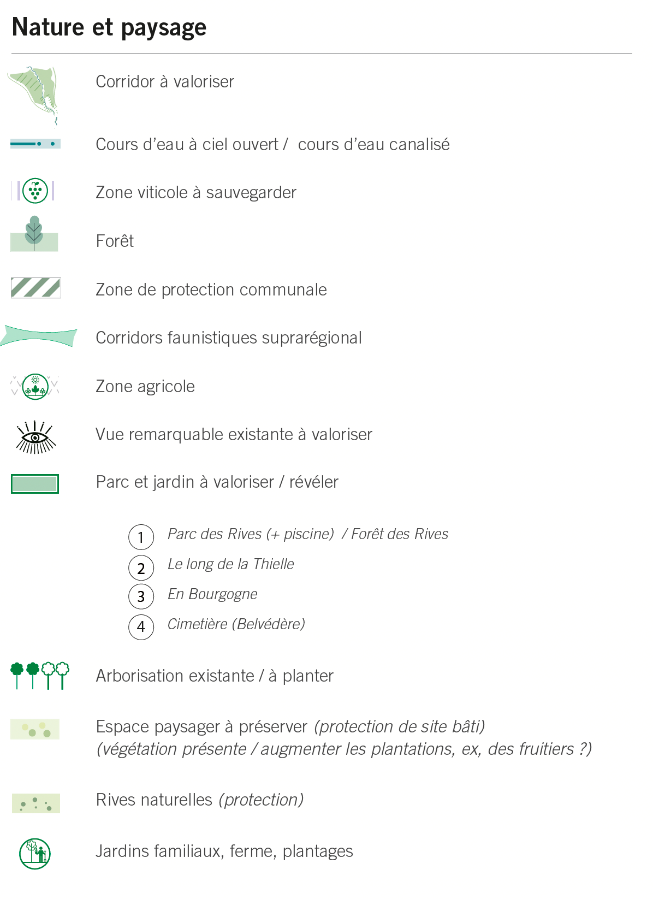 Nature et paysage
Corridor à valoriser
Cours d'eau à ciel ouvert / cours d'eau canalisé
Zone viticole à sauvegarder
Forêt
Zone de protection communale
Corridors faunistiques suprarégional
Zone agricole
Vue remarquable existante à valoriser
Parc et jardin à valoriser / révéler
1 Parc des Rives (+ piscine) / Forêt des Rives
2 Le long de la Thielle
3 En Bourgogne
4 Cimetière (Belvédère)
Arborisation existante / à planter
Espace paysager à préserver (protection de site bâti)
(végétation présente / augmenter les plantations, ex, des fruitiers ?)
Rives naturelles (protection)
Jardins familiaux, ferme, plantages